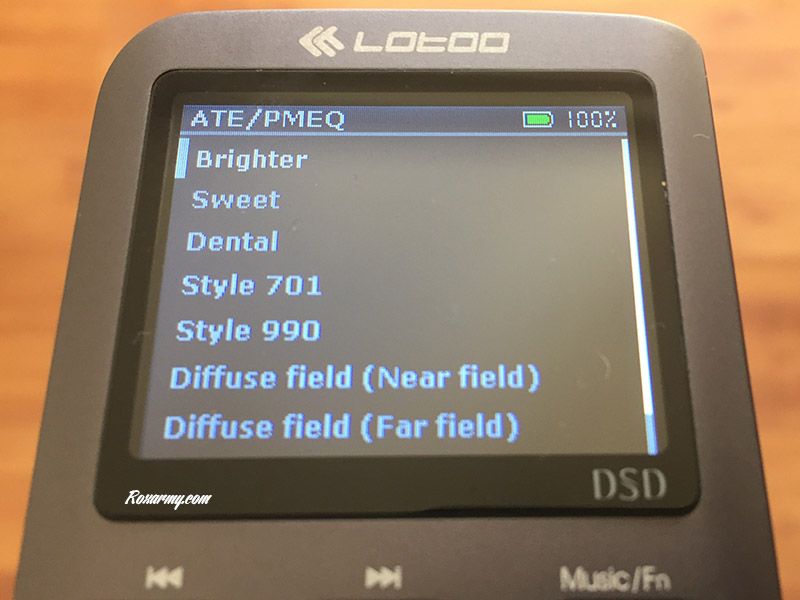 Lotoo
ATE/PMEQ 100%
Brighter
Sweet
Dental
Style 701
Style 990
Diffuse field (Near field)
Diffuse field (Far field)
DSD
Roxarmy.com
Music/Fn